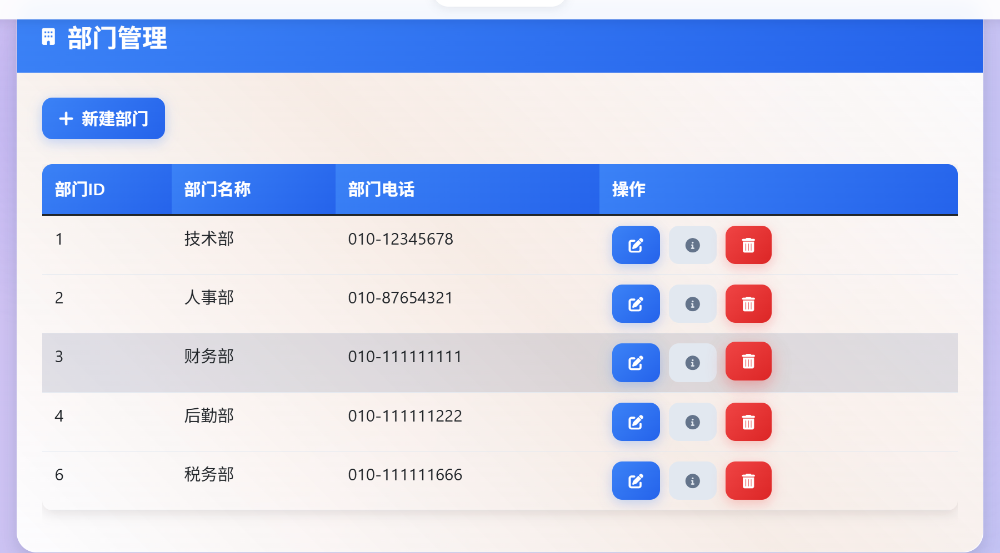 部门管理
新建部门
部门ID 部门名称 部门电话 操作
1 技术部 010-12345678
2 人事部 010-87654321
3 财务部 010-111111111
4 后勤部 010-111111222
6 税务部 010-111111666